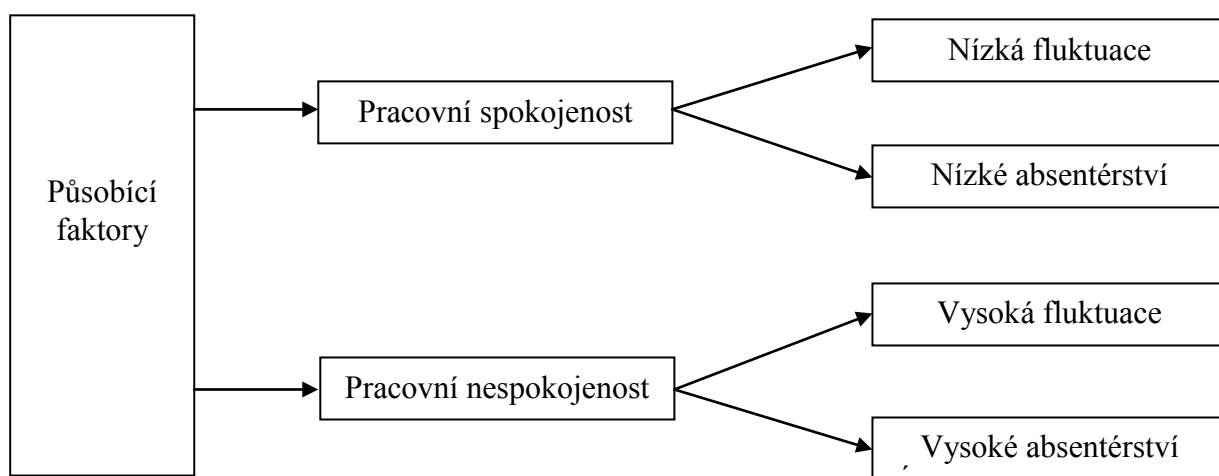 Působící
faktory
Pracovní spokojenost
Nízká fluktuace
Nízké absentérství
Pracovní nespokojenost
Vysoká fluktuace
Vysoké absentérství